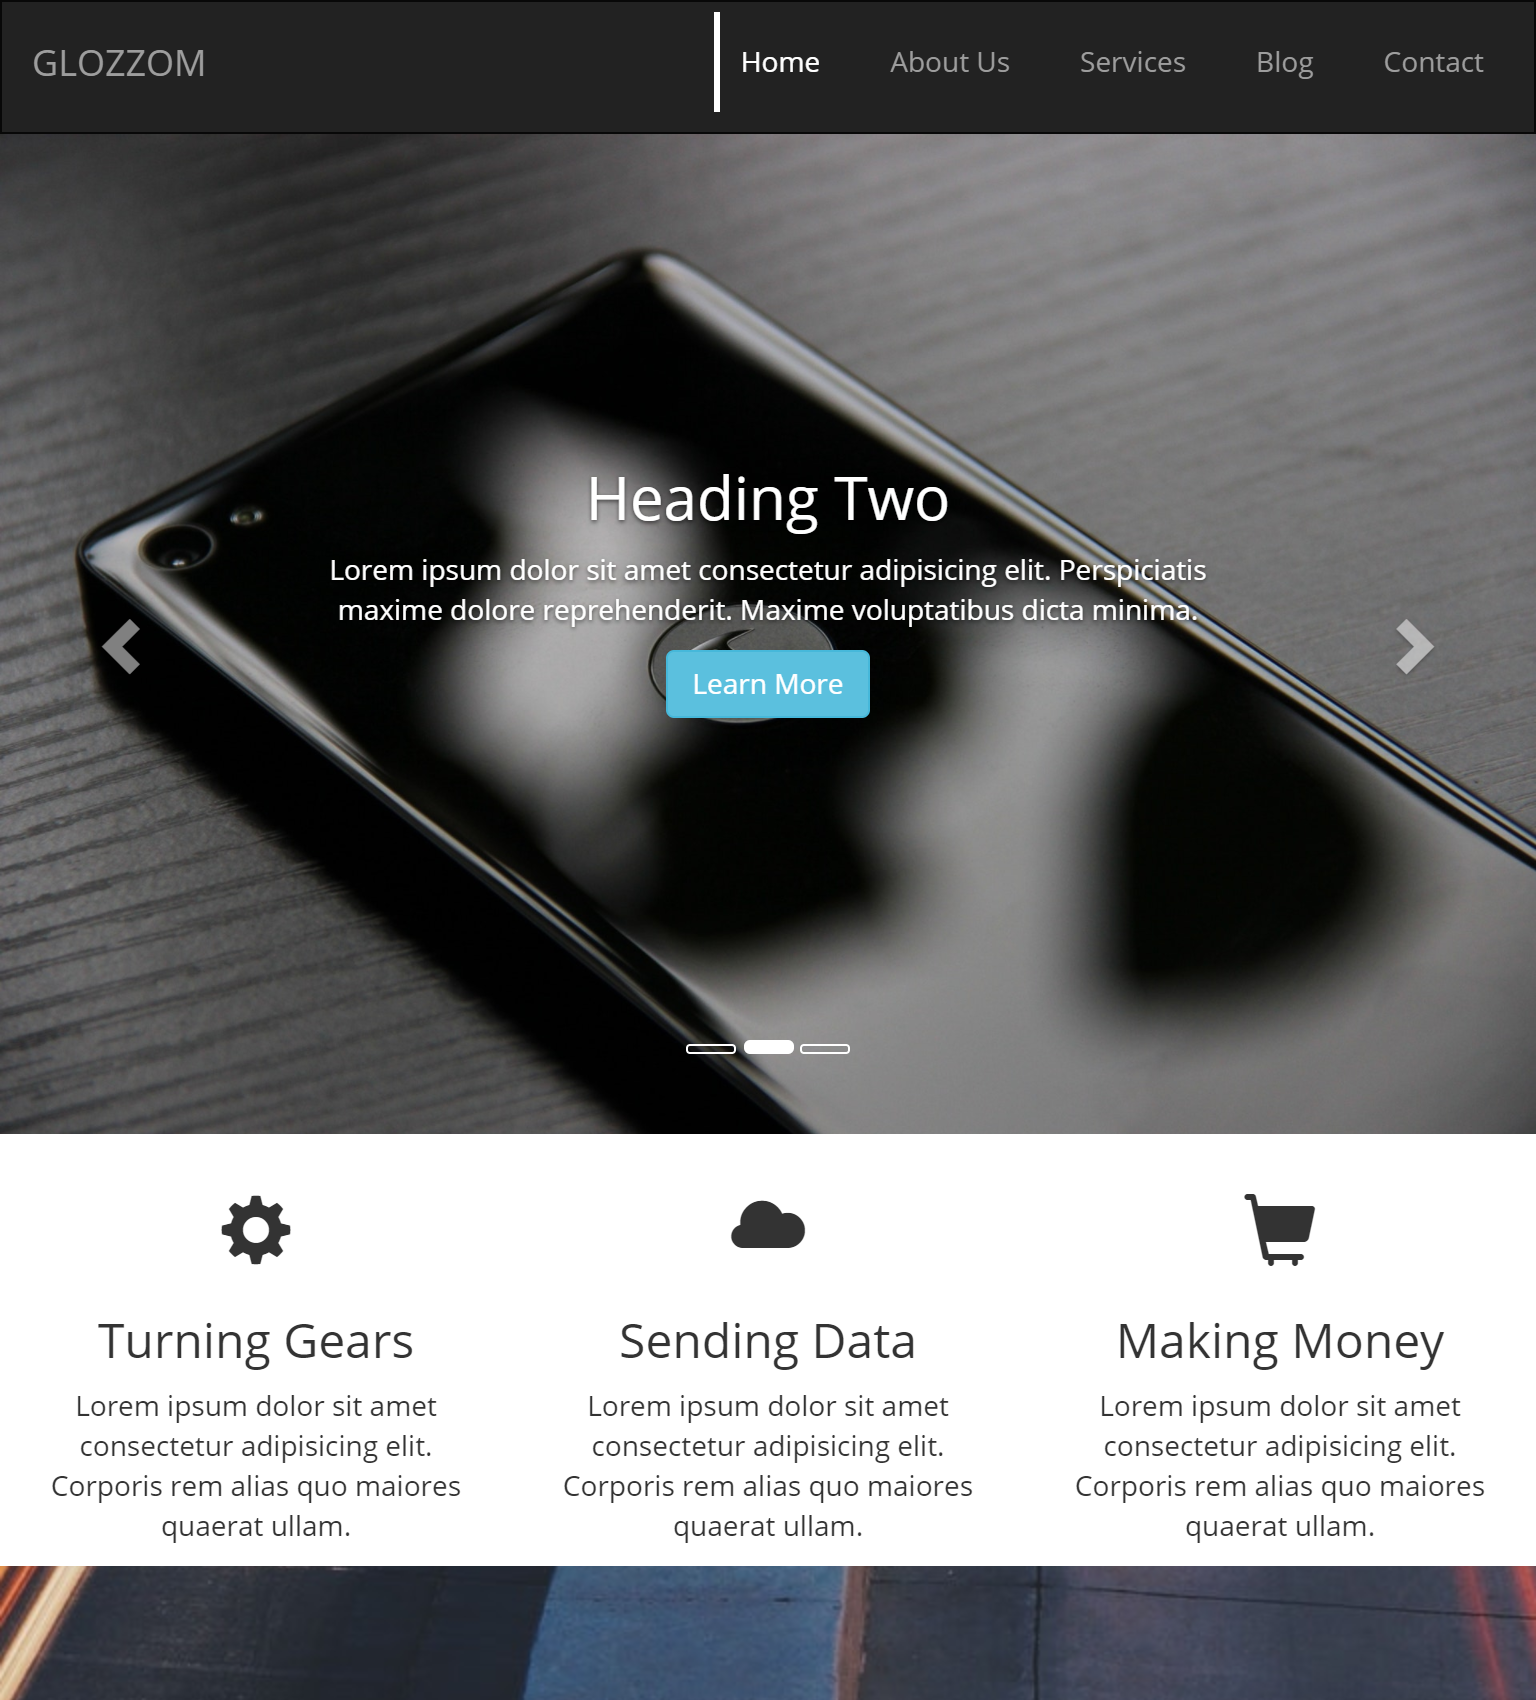 GLOZZOM
Home About Us Services Blog Contact
Heading Two
Lorem ipsum dolor sit amet consectetur adipisicing elit. Perspiciatis
maxime dolore reprehenderit. Maxime voluptatibus dicta minima.
Learn More
Turning Gears
Lorem ipsum dolor sit amet
consectetur adipisicing elit.
Corporis rem alias quo maiores
quaerat ullam.
Sending Data
Lorem ipsum dolor sit amet
consectetur adipisicing elit.
Corporis rem alias quo maiores
quaerat ullam.
Making Money
Lorem ipsum dolor sit amet
consectetur adipisicing elit.
Corporis rem alias quo maiores
quaerat ullam.